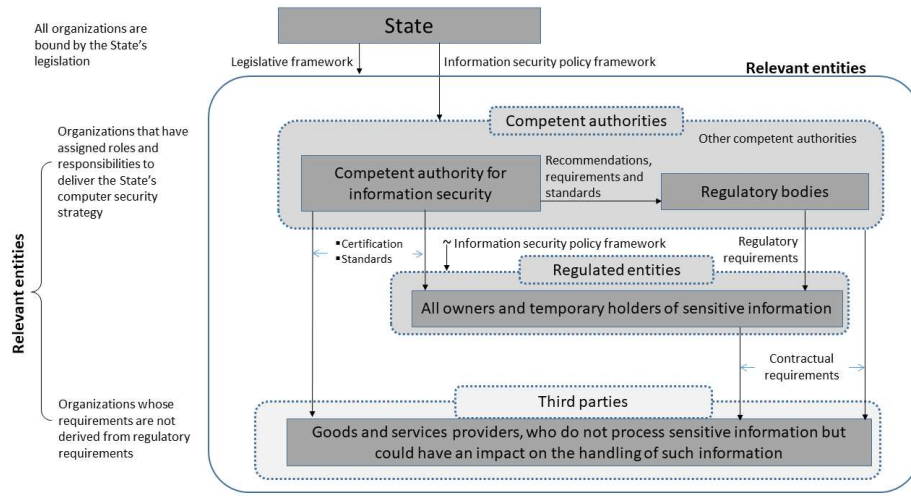 All organizations are
bound by the State's
legislation
State
Legislative framework
Information security policy framework
Relevant entities
Relevant entities
Organizations that have
assigned roles and
responsibilities to
deliver the State's
computer security
strategy
Competent authorities
Other competent authorities
Competent authority for
information security
Recommendations,
requirements and
standards
Regulatory bodies
▪ Certification
▪ Standards
~ Information security policy framework
Regulatory
requirements
Regulated entities
All owners and temporary holders of sensitive information
Contractual
requirements
Organizations whose
requirements are not
derived from regulatory
requirements
Third parties
Goods and services providers, who do not process sensitive information but
could have an impact on the handling of such information